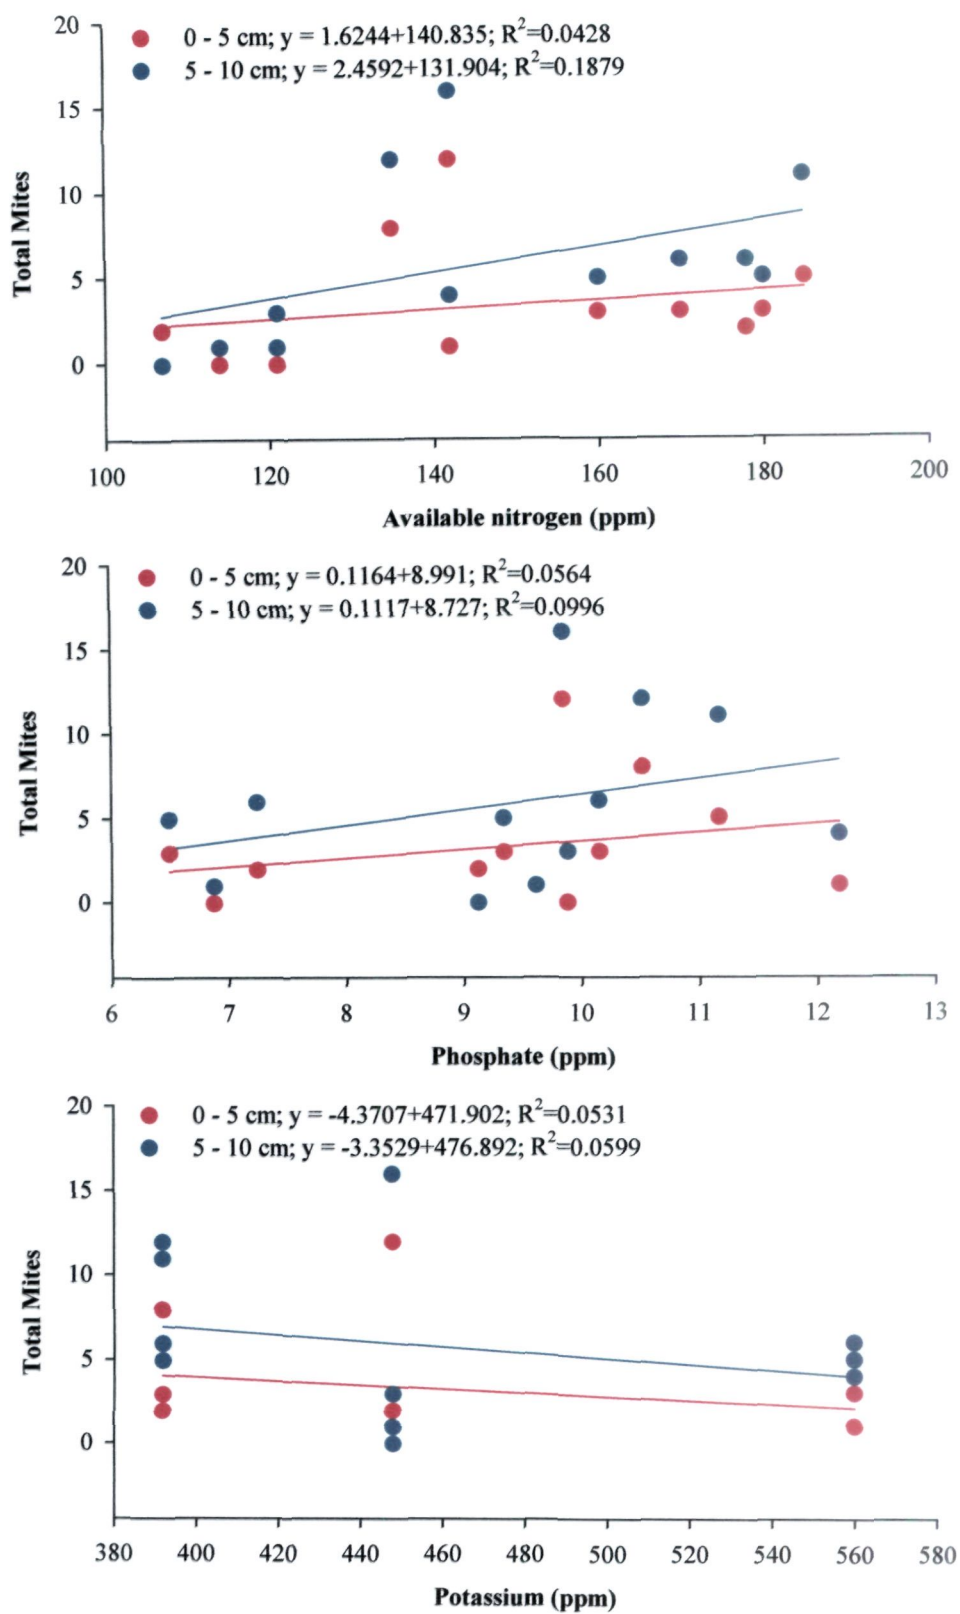 20
0 - 5 cm; y = 1.6244+140.835; R²=0.0428
5 - 10 cm; y = 2.4592+131.904; R²=0.1879
15
10
5
0
Total Mites
100 120 140 160 180 200
Available nitrogen (ppm)
20
0 - 5 cm; y = 0.1164+8.991; R²=0.0564
5 - 10 cm; y = 0.1117+8.727; R²=0.0996
15
10
5
0
Total Mites
6 7 8 9 10 11 12 13
Phosphate (ppm)
20
0 - 5 cm; y = -4.3707+471.902; R²=0.0531
5 - 10 cm; y = -3.3529+476.892; R²=0.0599
15
10
5
0
Total Mites
380 400 420 440 460 480 500 520 540 560 580
Potassium (ppm)